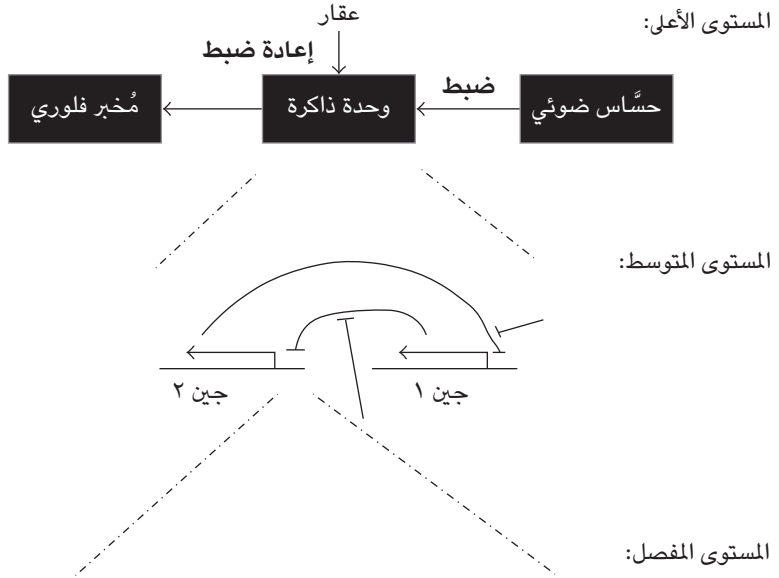 المستوى الأعلى:
عقار
إعادة ضبط
ضبط
حسَّاس ضوئي
وحدة ذاكرة
مُخبر فلوري
المستوى المتوسط:
جين ١
جين ٢
المستوى المفصل: